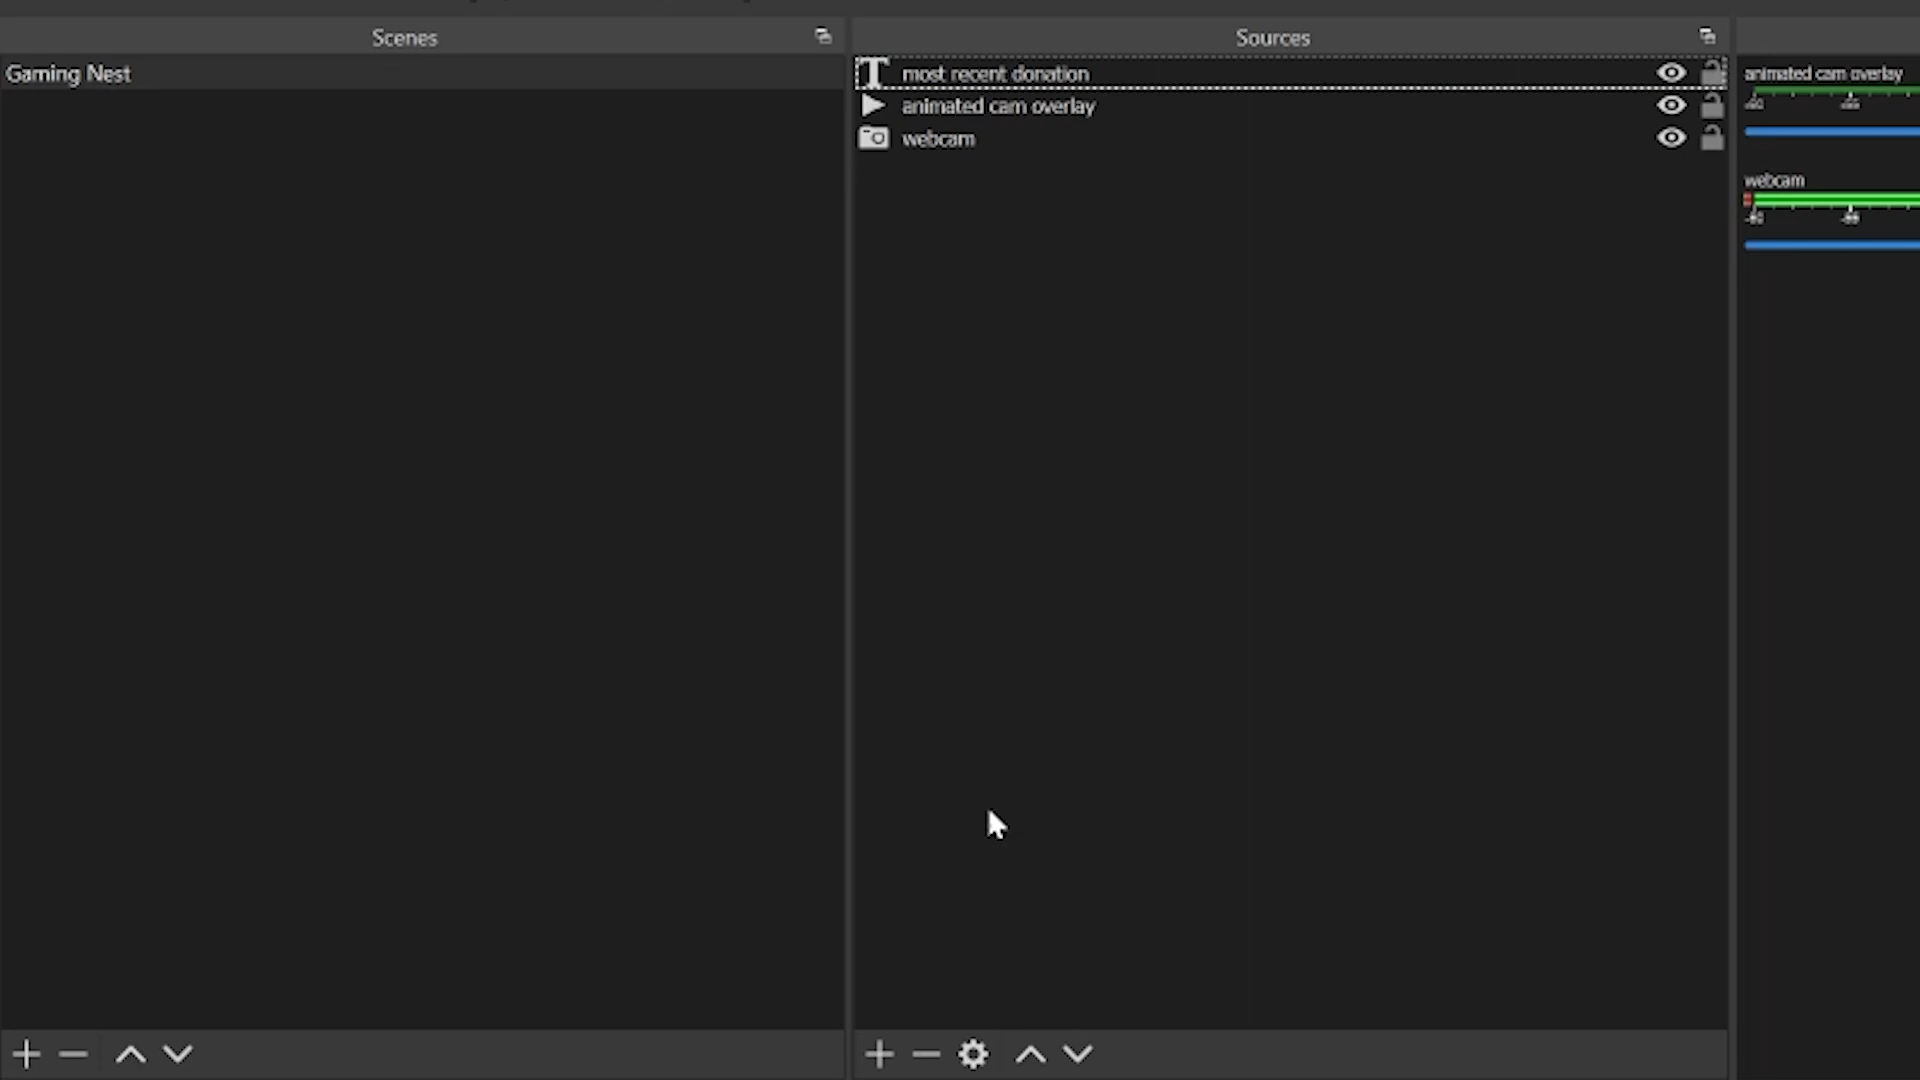 Scenes
Gaming Nest
Sources
most recent donation
animated cam overlay
webcam
animated cam overlay
webcam